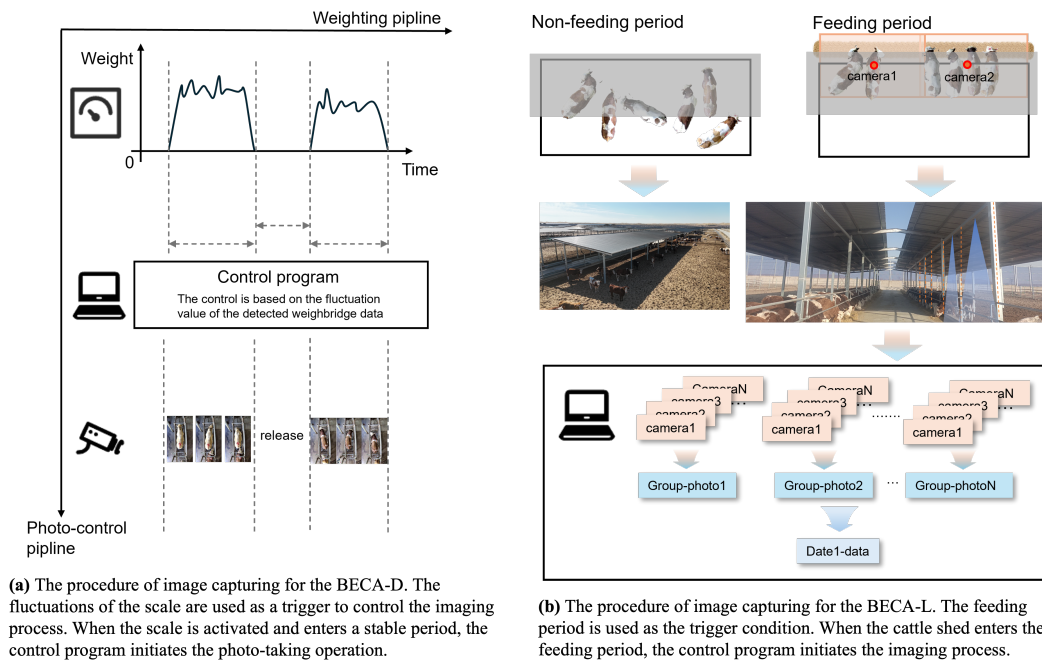 Weighting pipline
Weight
0
Time
Control program
The control is based on the fluctuation
value of the detected weighbridge data
release
Photo-control
pipline
(a) The procedure of image capturing for the BECA-D. The
fluctuations of the scale are used as a trigger to control the imaging
process. When the scale is activated and enters a stable period, the
control program initiates the photo-taking operation.
Non-feeding period
Feeding period
camera1
camera2
CameraN
camera3
...
camera2
camera1
CameraN
camera3
...
camera2
camera1
.......
CameraN
camera3
...
camera2
camera1
Group-photo1
Group-photo2
...
Group-photoN
Date1-data
(b) The procedure of image capturing for the BECA-L. The feeding
period is used as the trigger condition. When the cattle shed enters the
feeding period, the control program initiates the imaging process.